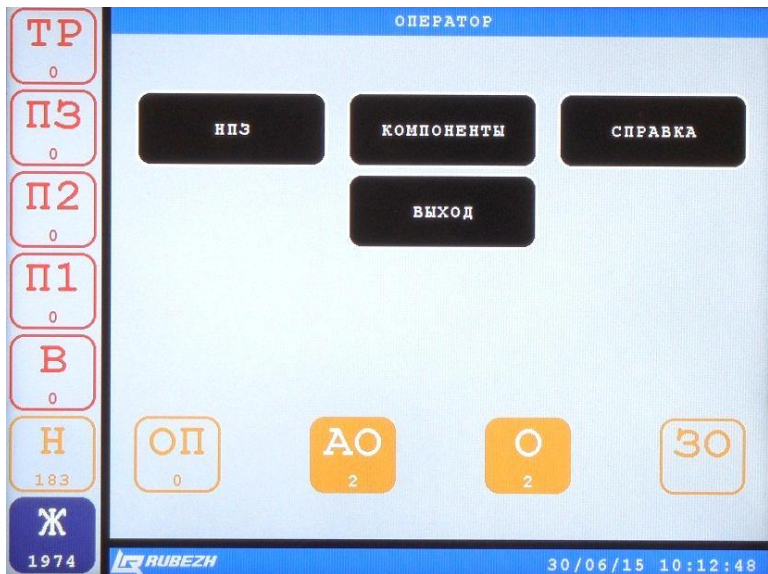 ОПЕРАТОР
ТР
0
ПЗ
0
П2
0
П1
0
В
0
Н
183
Ж
1974
НПЗ
КОМПОНЕНТЫ
СПРАВКА
ВЫХОД
ОП
0
АО
2
О
2
ЗО
RUBEZH
30/06/15 10:12:48